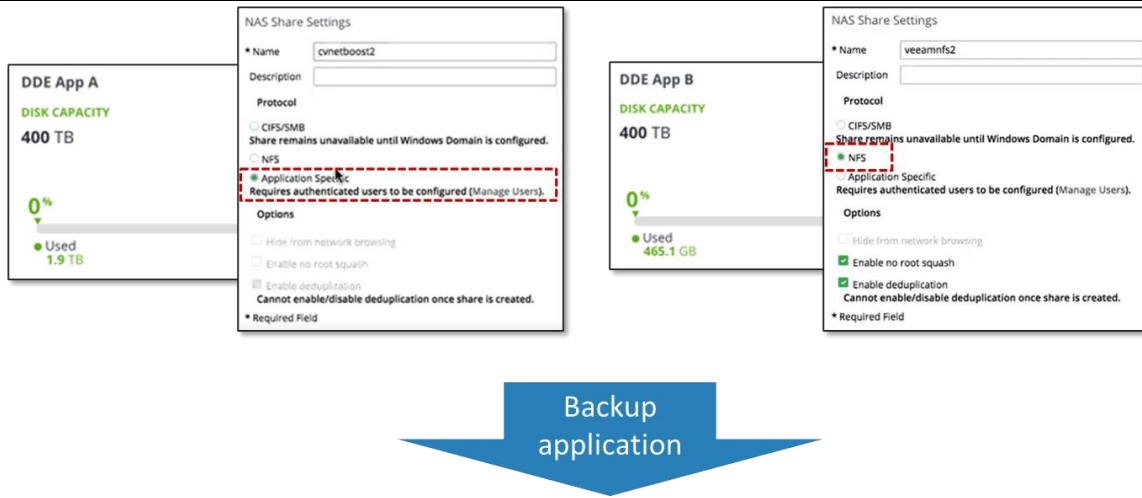 DDE App A
DISK CAPACITY
400 TB
0%
Used
1.9 TB
NAS Share Settings
* Name cvnetboost2
Description
Protocol
CIFS/SMB
Share remains unavailable until Windows Domain is configured.
NFS
Application Specific
Requires authenticated users to be configured (Manage Users).
Options
Hide from network browsing
Enable no root squash
Enable deduplication
Cannot enable/disable deduplication once share is created.
* Required Field
DDE App B
DISK CAPACITY
400 TB
0%
Used
465.1 GB
NAS Share Settings
* Name veeamnfs2
Description
Protocol
CIFS/SMB
Share remains unavailable until Windows Domain is configured.
NFS
Application Specific
Requires authenticated users to be configured (Manage Users).
Options
Hide from network browsing
Enable no root squash
Enable deduplication
Cannot enable/disable deduplication once share is created.
* Required Field
Backup
application